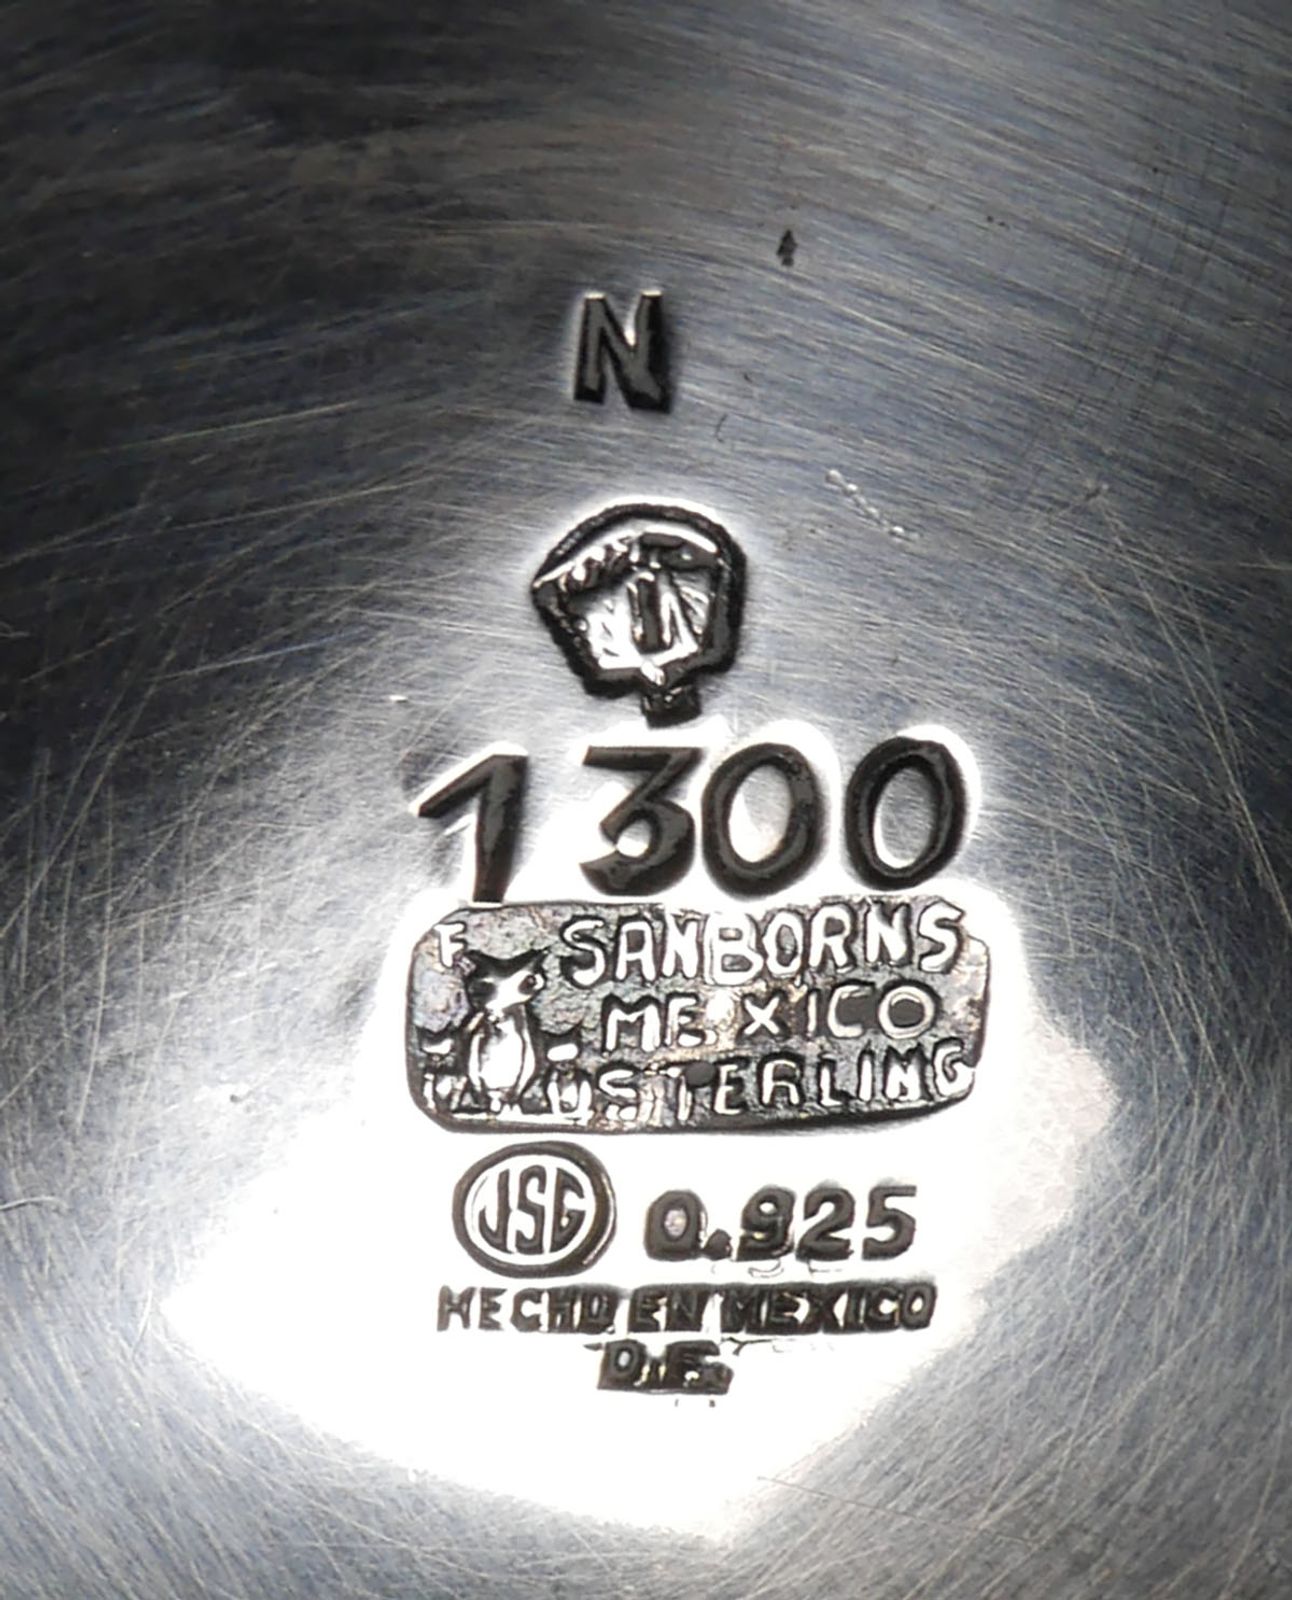 N
1300
F
SANBORNS
MEXICO
STERLING
JSG 0.925
HECHO EN MEXICO
D.F.